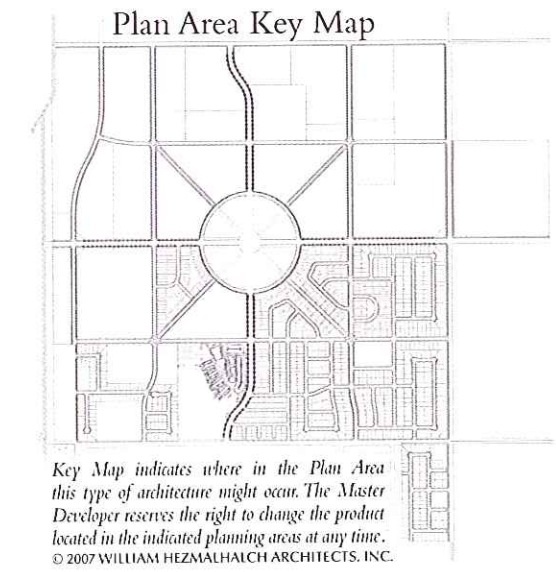 Plan Area Key Map
Key Map indicates where in the Plan Area
this type of architecture might occur. The Master
Developer reserves the right to change the product
located in the indicated planning areas at any time.
© 2007 WILLIAM HEZMALHALCH ARCHITECTS, INC.